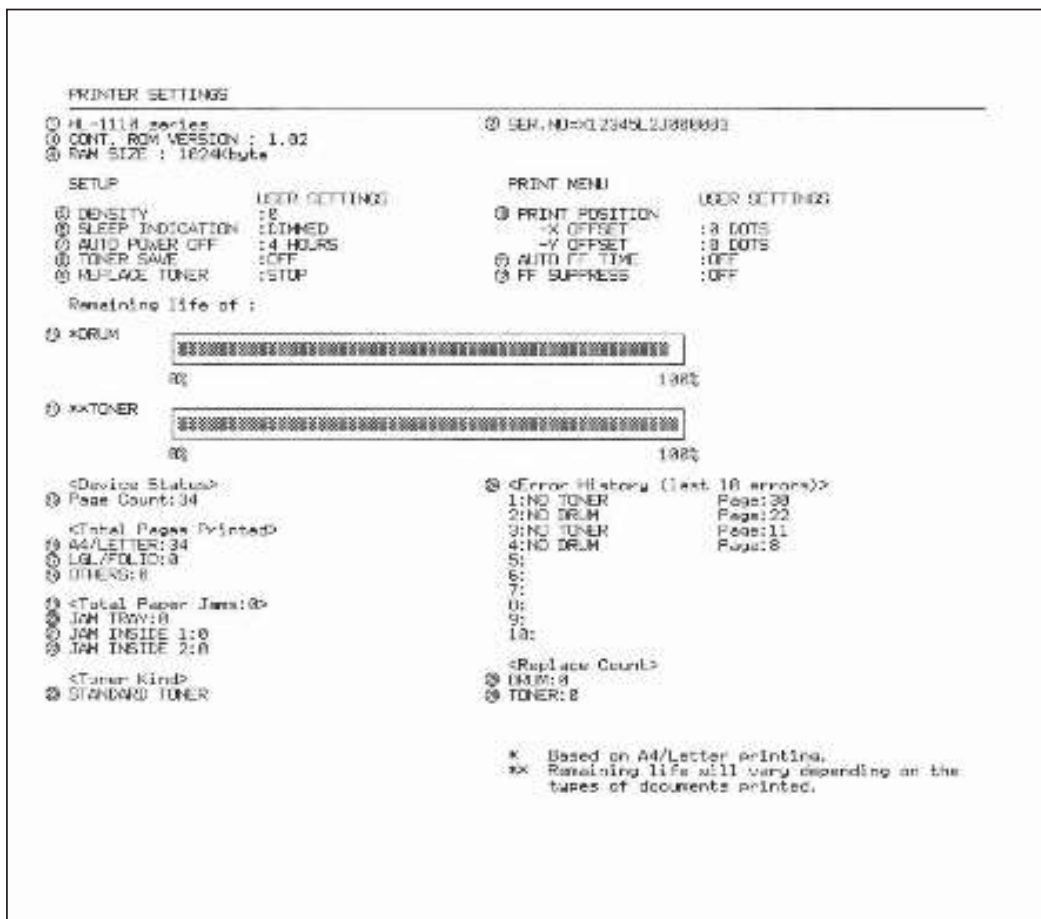 PRINTER SETTINGS
① HL-1110 series
② SER.NO=X12345L2J000003
③ CONT. ROM VERSION : 1.02
④ RAM SIZE : 1024Kbyte
SETUP
USER SETTINGS
⑤ DENSITY :0
⑥ SLEEP INDICATION :DIMMED
⑦ AUTO POWER OFF :4 HOURS
⑧ TONER SAVE :OFF
⑨ REPLACE TONER :STOP
PRINT MENU
USER SETTINGS
PRINT POSITION
-X OFFSET :0 DOTS
-Y OFFSET :0 DOTS
AUTO FF TIME :OFF
FF SUPPRESS :OFF
Remaining life of :
*DRUM
0% 100%
**TONER
0% 100%
<Device Status>
Page Count:34
<Total Pages Printed>
A4/LETTER:34
LGL/FOLIO:0
OTHERS:0
<Total Paper Jams:0>
JAM TRAY:0
JAM INSIDE 1:0
JAM INSIDE 2:0
<Toner Kind>
STANDARD TONER
<Error History (last 10 errors)>
1:NO TONER Page:30
2:NO DRUM Page:22
3:NO TONER Page:11
4:NO DRUM Page:8
5:
6:
7:
8:
9:
10:
<Replace Count>
DRUM:0
TONER:0
* Based on A4/Letter printing.
** Remaining life will vary depending on the
types of documents printed.